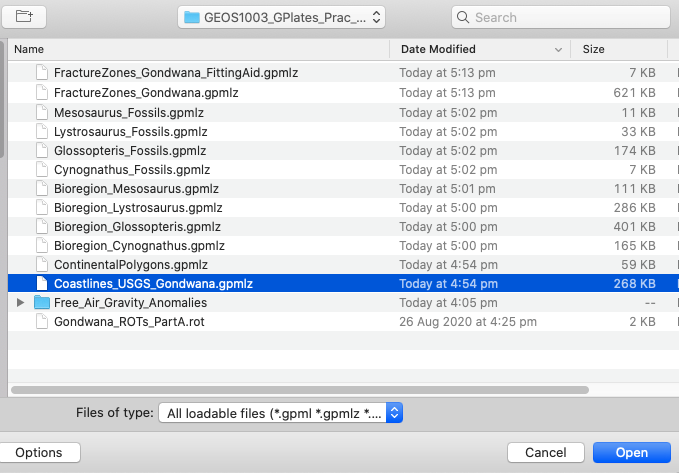 GEOS1003_GPlates_Prac_...
Search
Name Date Modified Size
FractureZones_Gondwana_FittingAid.gpmlz Today at 5:13 pm 7 KB
FractureZones_Gondwana.gpmlz Today at 5:13 pm 621 KB
Mesosaurus_Fossils.gpmlz Today at 5:02 pm 11 KB
Lystrosaurus_Fossils.gpmlz Today at 5:02 pm 33 KB
Glossopteris_Fossils.gpmlz Today at 5:02 pm 174 KB
Cynognathus_Fossils.gpmlz Today at 5:02 pm 7 KB
Bioregion_Mesosaurus.gpmlz Today at 5:01 pm 111 KB
Bioregion_Lystrosaurus.gpmlz Today at 5:00 pm 286 KB
Bioregion_Glossopteris.gpmlz Today at 5:00 pm 401 KB
Bioregion_Cynognathus.gpmlz Today at 5:00 pm 165 KB
ContinentalPolygons.gpmlz Today at 4:54 pm 59 KB
Coastlines_USGS_Gondwana.gpmlz Today at 4:54 pm 268 KB
Free_Air_Gravity_Anomalies Today at 4:05 pm --
Gondwana_ROTs_PartA.rot 26 Aug 2020 at 4:25 pm 2 KB
Files of type: All loadable files (*.gpml *.gpmlz *....
Options Cancel Open